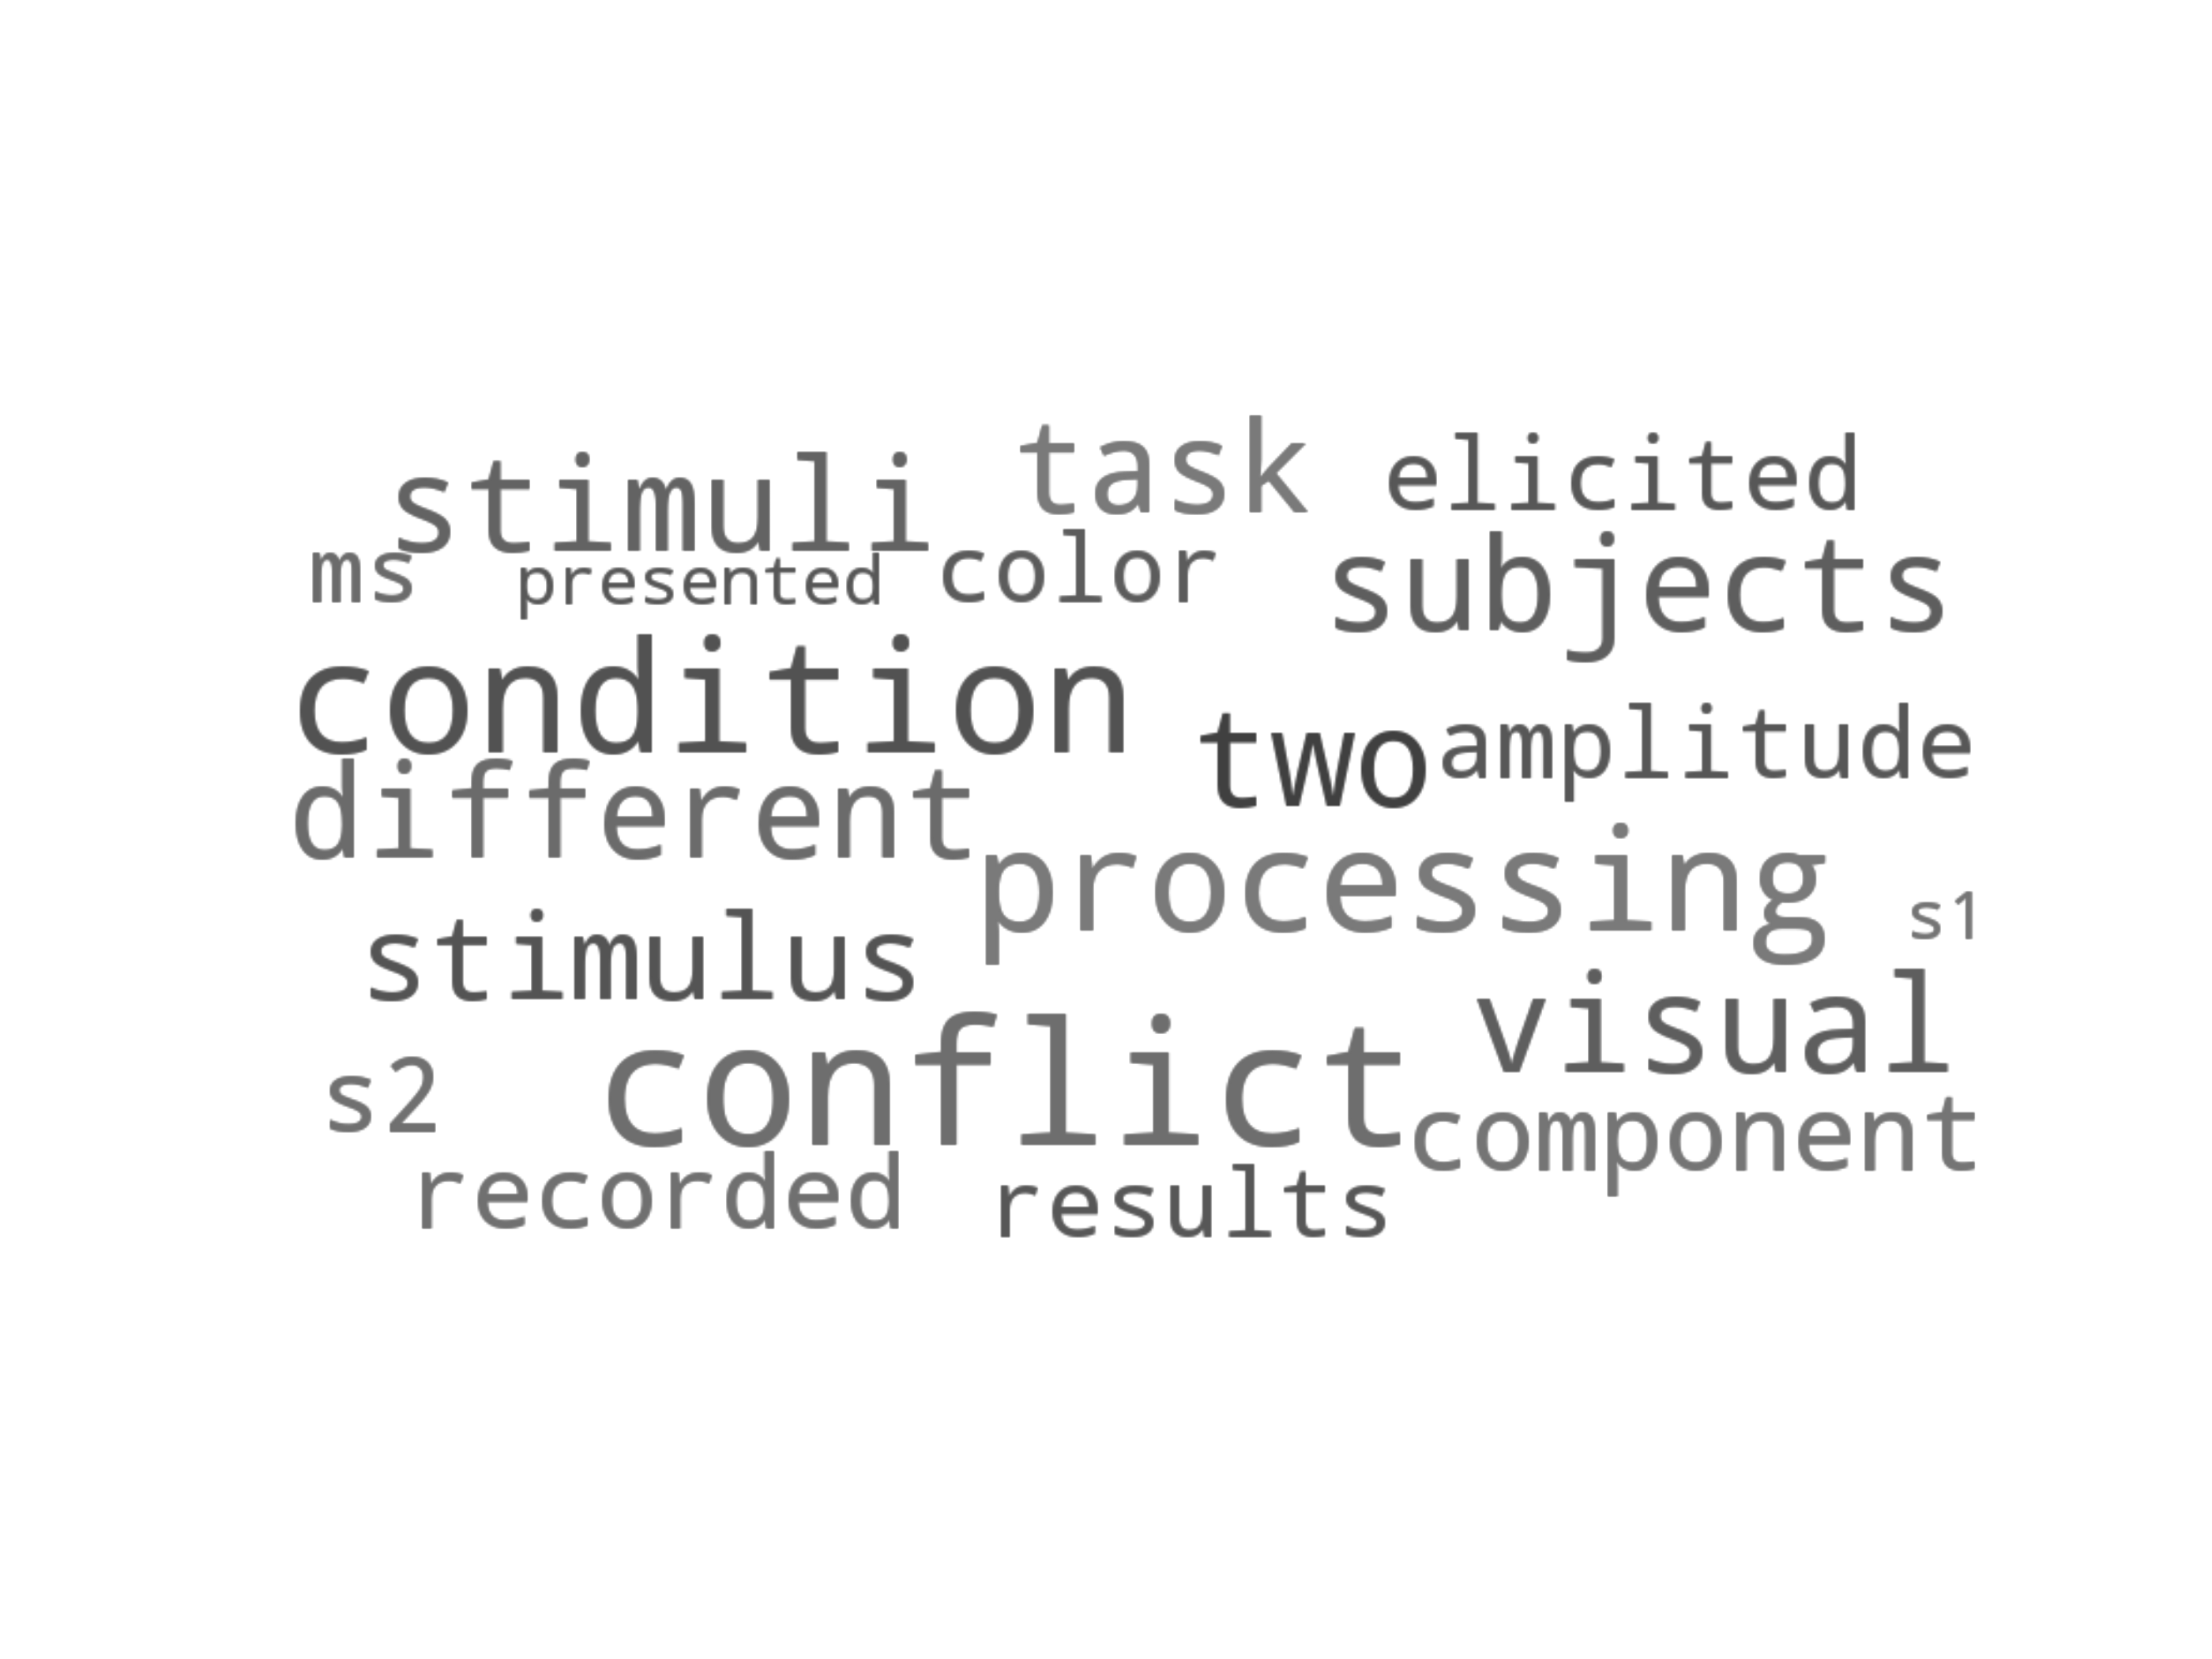 stimuli task elicited
ms presented color subjects
condition two amplitude
different processing s1
stimulus visual
s2 conflict component
recorded results